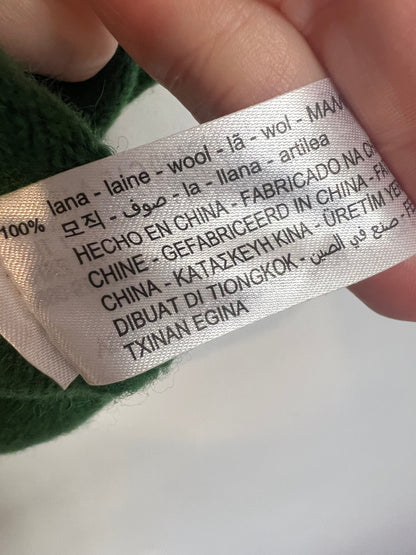 100% lana - laine - wool - lã - wol - MAΛ
모직 - صوف - la - llana - artilea
HECHO EN CHINA - FABRICADO NA
CHINE - GEFABRICEERD IN CHINA -
CHINA - ΚΑΤΑΣΚΕΥΗ ΚΙΝΑ - ÜRETİM
DIBUAT DI TIONGKOK - صنع في الصين -
TXINAN EGINA